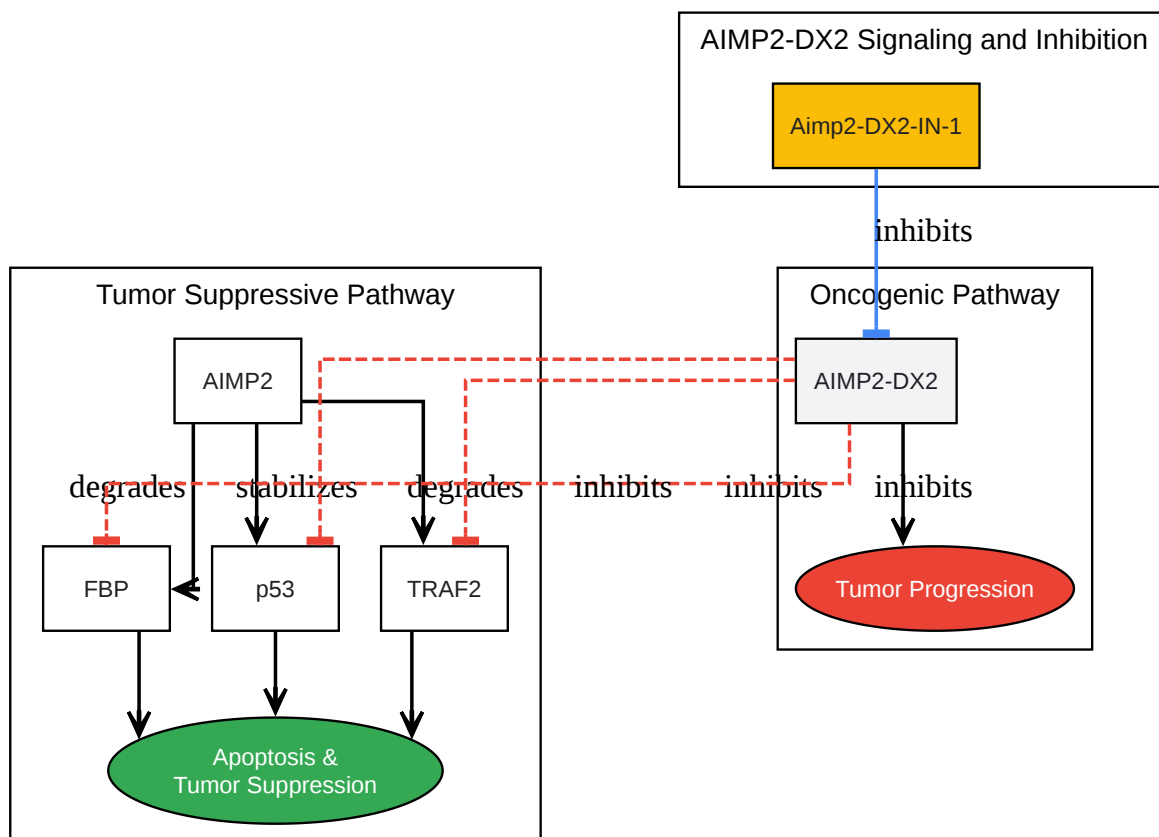 AIMP2-DX2 Signaling and Inhibition
Aimp2-DX2-IN-1
inhibits
Tumor Suppressive Pathway
Oncogenic Pathway
AIMP2
AIMP2-DX2
degrades
stabilizes
degrades
inhibits
inhibits
inhibits
FBP
p53
TRAF2
Tumor Progression
Apoptosis &
Tumor Suppression